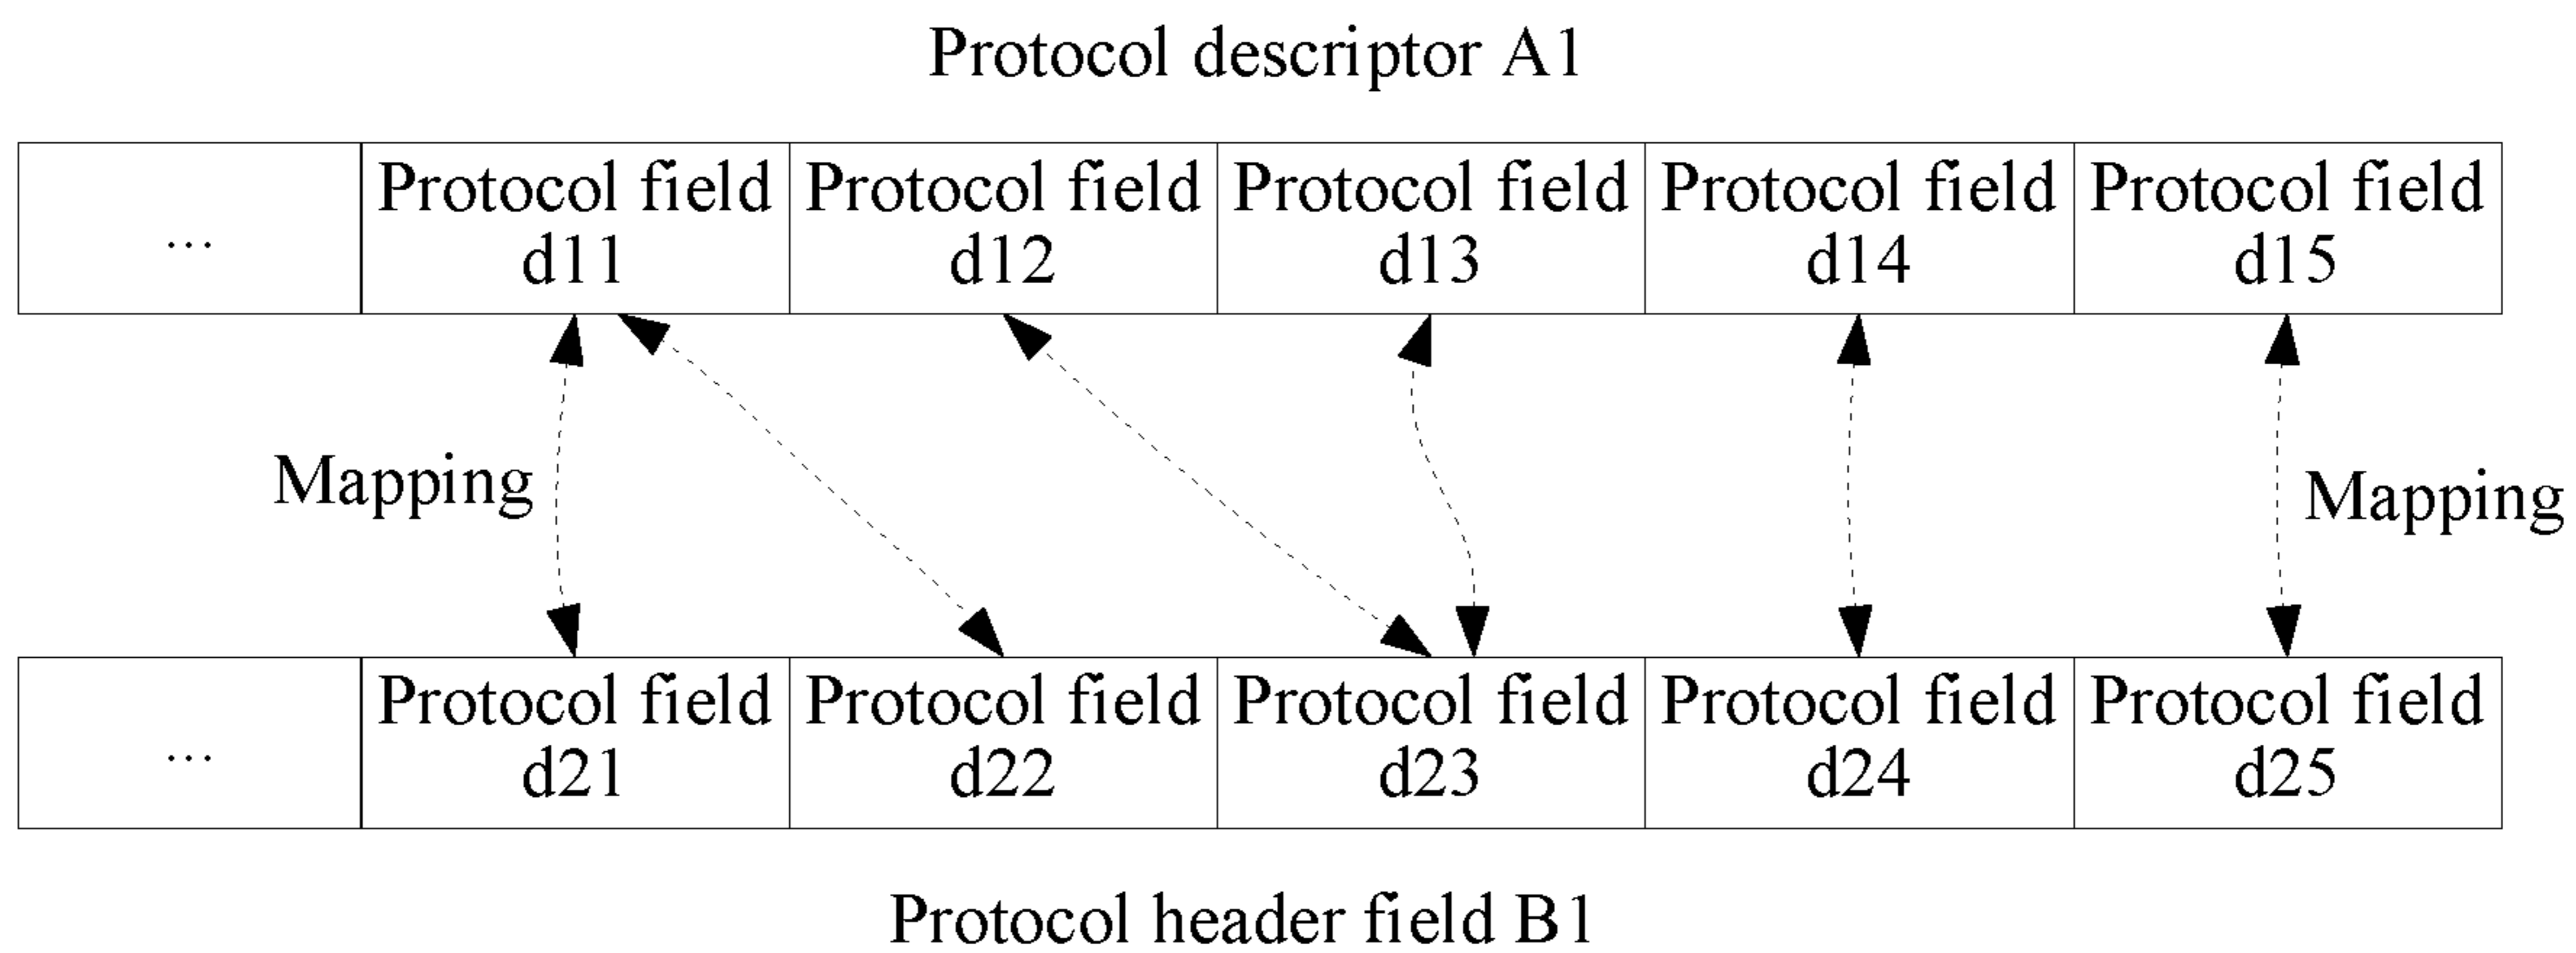 Protocol descriptor A1
...
Protocol field
d11
Protocol field
d12
Protocol field
d13
Protocol field
d14
Protocol field
d15
Mapping
Mapping
...
Protocol field
d21
Protocol field
d22
Protocol field
d23
Protocol field
d24
Protocol field
d25
Protocol header field B1